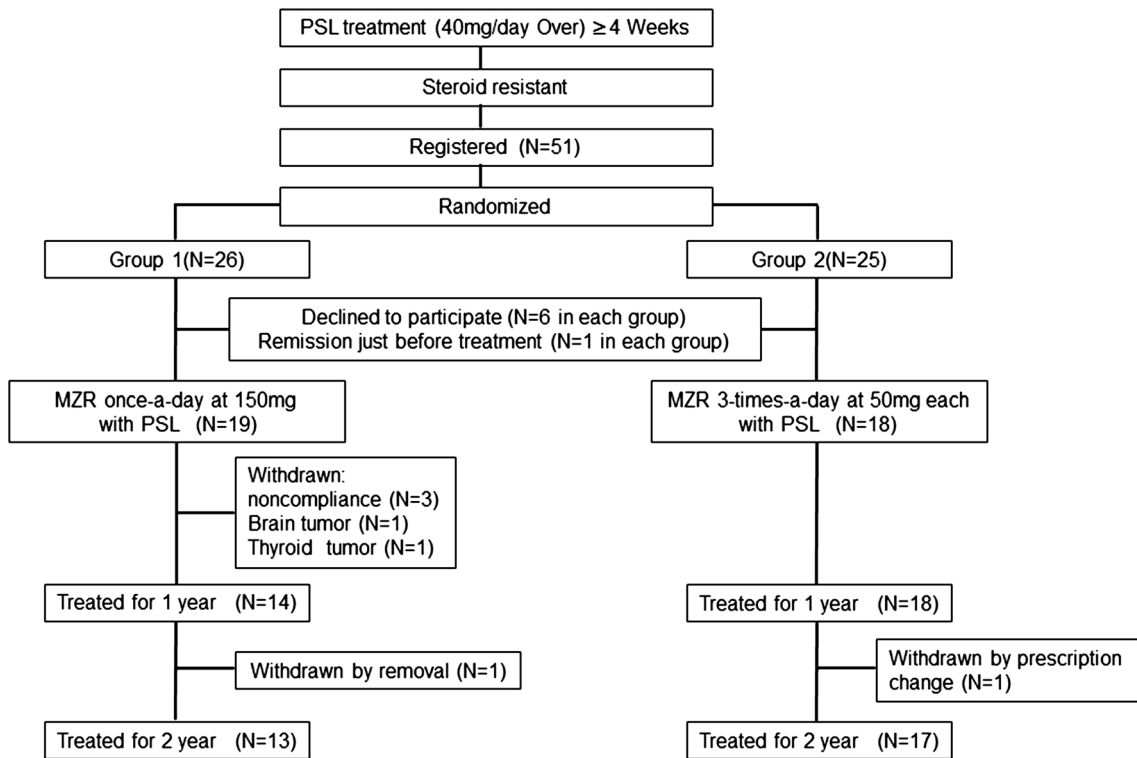 PSL treatment (40mg/day Over) ≥4 Weeks
Steroid resistant
Registered (N=51)
Randomized
Group 1(N=26)
Group 2(N=25)
Declined to participate (N=6 in each group)
Remission just before treatment (N=1 in each group)
MZR once-a-day at 150mg
with PSL (N=19)
MZR 3-times-a-day at 50mg each
with PSL (N=18)
Withdrawn:
noncompliance (N=3)
Brain tumor (N=1)
Thyroid tumor (N=1)
Treated for 1 year (N=14)
Treated for 1 year (N=18)
Withdrawn by removal (N=1)
Withdrawn by prescription
change (N=1)
Treated for 2 year (N=13)
Treated for 2 year (N=17)